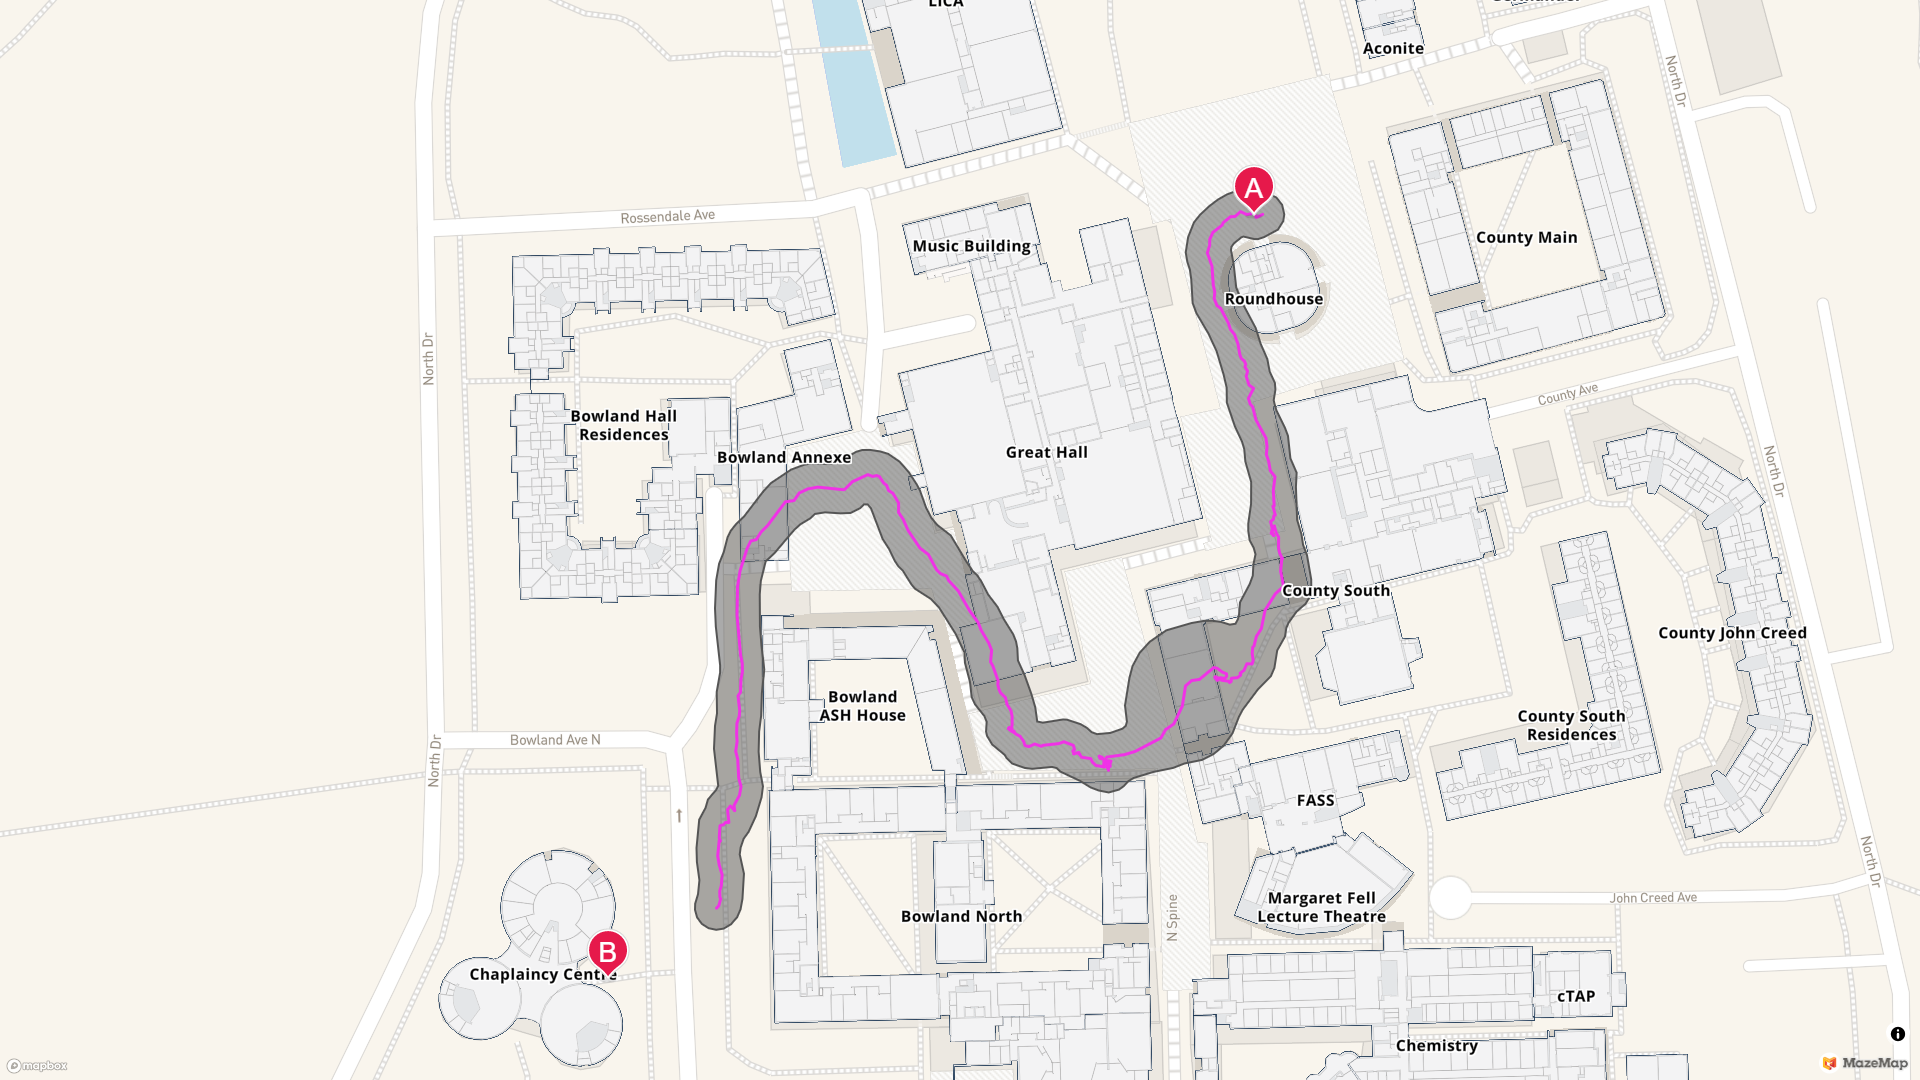 LICA
Aconite
North Dr
A
Rossendale Ave
Music Building
County Main
Roundhouse
North Dr
County Ave
Bowland Hall
Residences
Bowland Annexe
Great Hall
North Dr
County South
County John Creed
Bowland
ASH House
County South
Residences
Bowland Ave N
North Dr
FASS
North Dr
Margaret Fell
Lecture Theatre
John Creed Ave
Bowland North
N Spine
B
Chaplaincy Centre
cTAP
Chemistry
i
mapbox
MazeMap